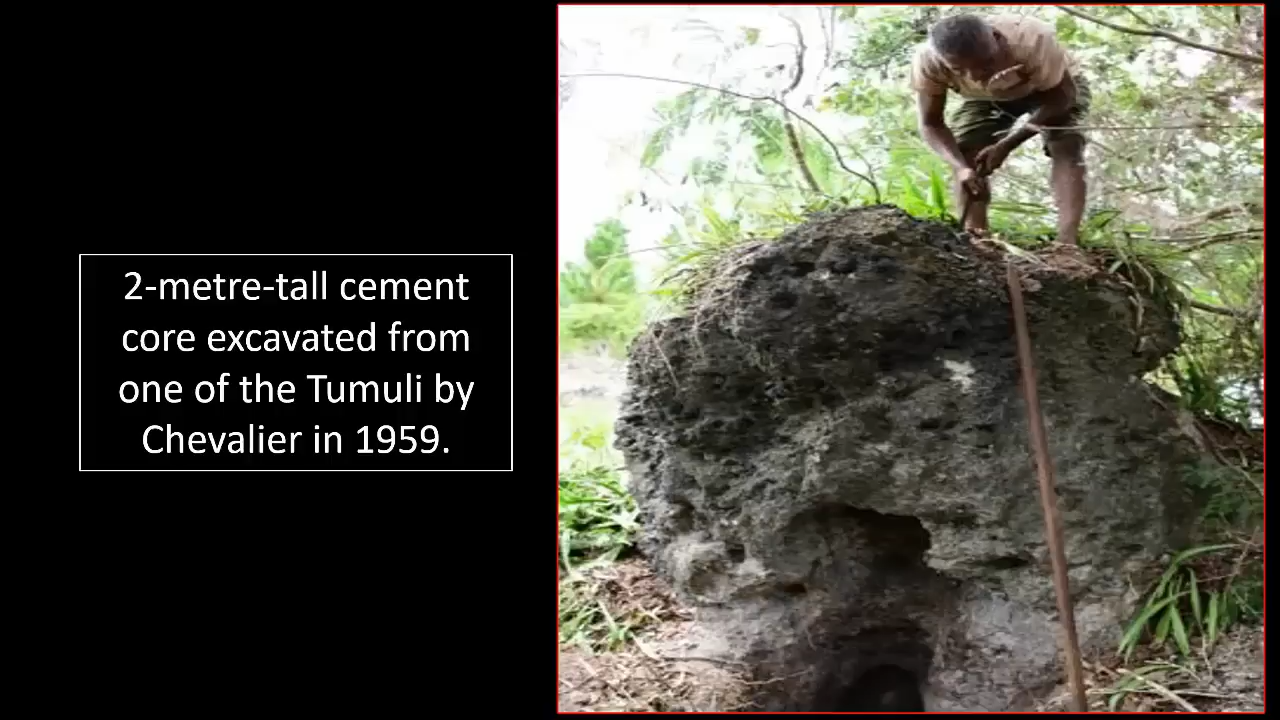 2-metre-tall cement
core excavated from
one of the Tumuli by
Chevalier in 1959.